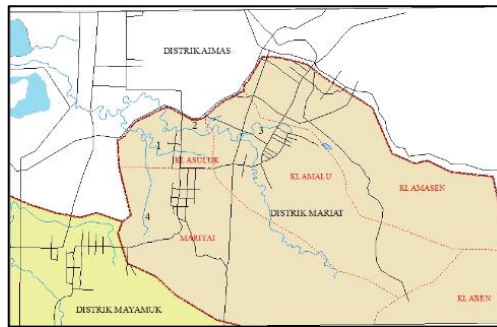 DISTRIK AIMAS
2
3
1
KLASULUK
KLAMALU
KLAMASEN
4
DISTRIK MARIAT
MARIYAI
KLABEN
DISTRIK MAYAMUK